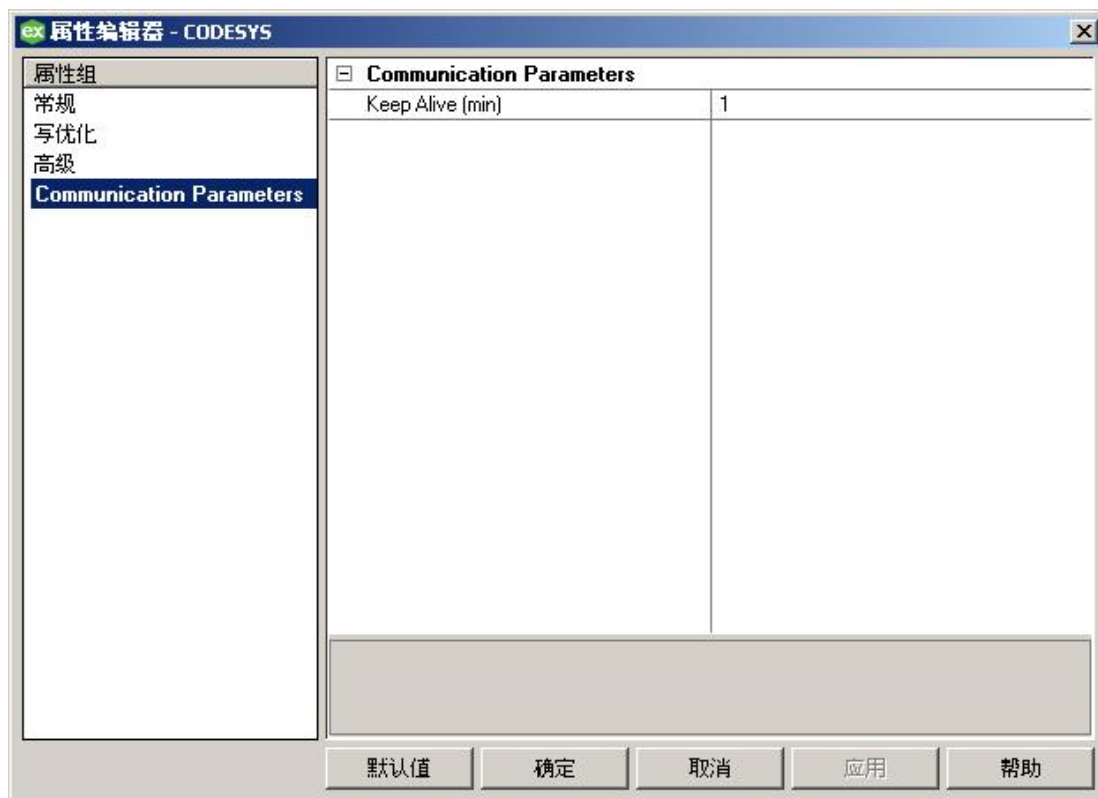 ex 属性编辑器 - CODESYS
属性组
常规
写优化
高级
Communication Parameters
Communication Parameters
Keep Alive (min) 1
默认值 确定 取消 应用 帮助